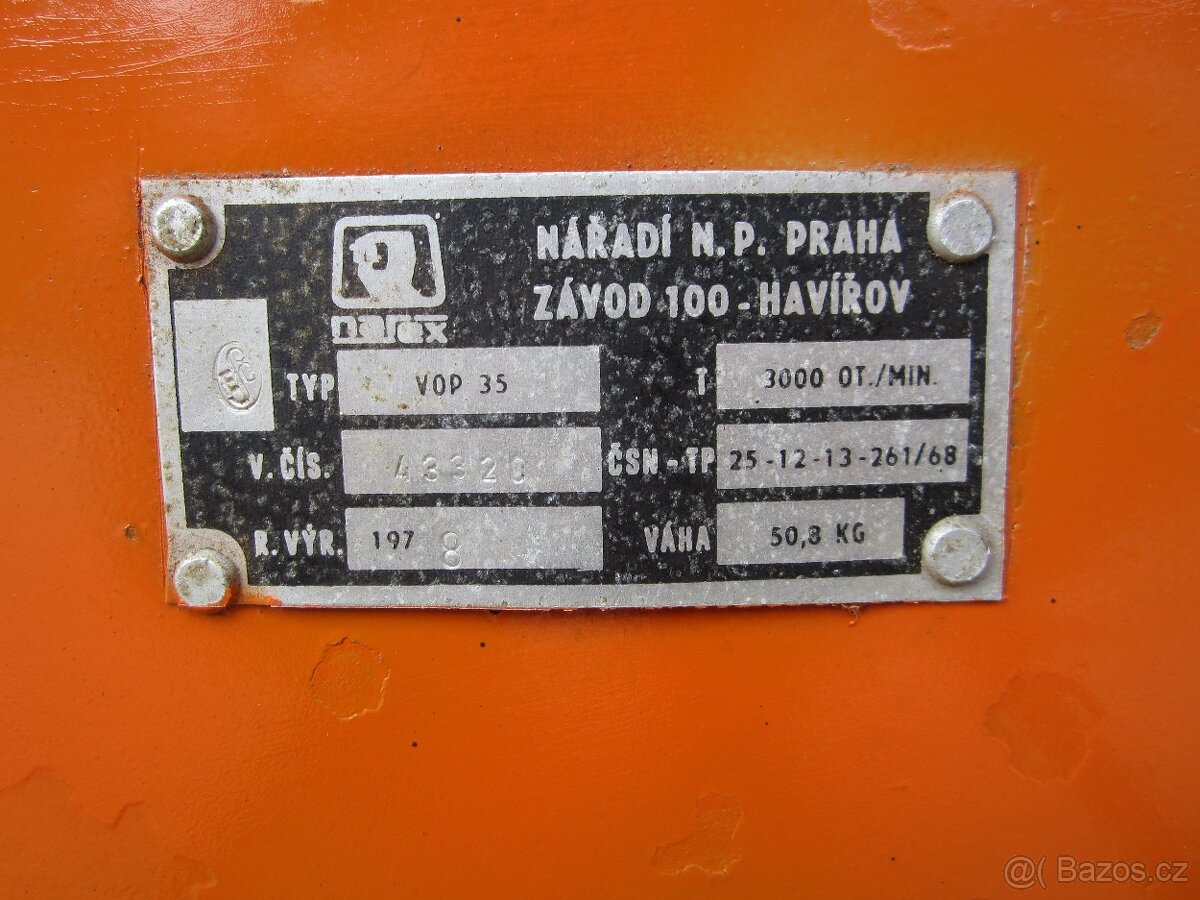 narex
NÁŘADÍ N.P. PRAHA
ZÁVOD 100 - HAVÍŘOV
TYP VOP 35
T 3000 OT./MIN.
V. ČÍS. 43320
ČSN - TP 25-12-13-261/68
R. VÝR. 197 8
VÁHA 50,8 KG
@( Bazos.cz